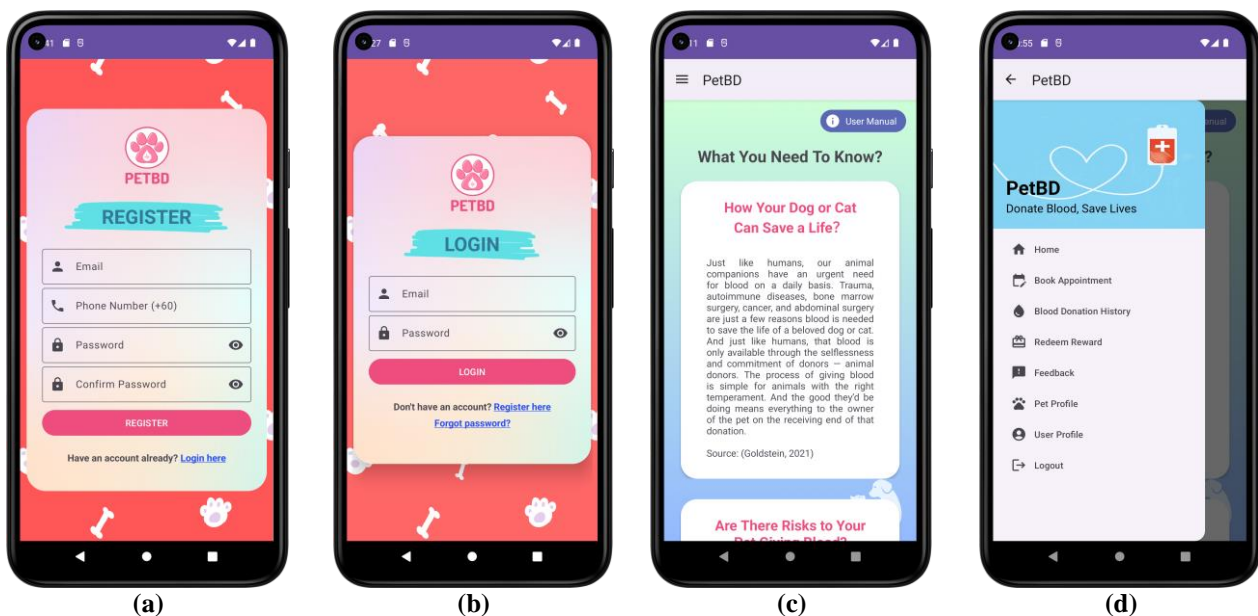 41
PETBD
REGISTER
Email
Phone Number (+60)
Password
Confirm Password
REGISTER
Have an account already? Login here
(a)
27
PETBD
LOGIN
Email
Password
LOGIN
Don't have an account? Register here
Forgot password?
(b)
11
PetBD
User Manual
What You Need To Know?
How Your Dog or Cat
Can Save a Life?
Just like humans, our animal
companions have an urgent need
for blood on a daily basis. Trauma,
autoimmune diseases, bone marrow
surgery, cancer, and abdominal surgery
are just a few reasons blood is needed
to save the life of a beloved dog or cat.
And just like humans, that blood is
only available through the selflessness
and commitment of donors – animal
donors. The process of giving blood
is simple for animals with the right
temperament. And the good they'd be
doing means everything to the owner
of the pet on the receiving end of that
donation.
Source: (Goldstein, 2021)
Are There Risks to Your
Pet Giving Blood?
(c)
:55
PetBD
anual
?
PetBD
Donate Blood, Save Lives
Home
Book Appointment
Blood Donation History
Redeem Reward
Feedback
Pet Profile
User Profile
Logout
(d)